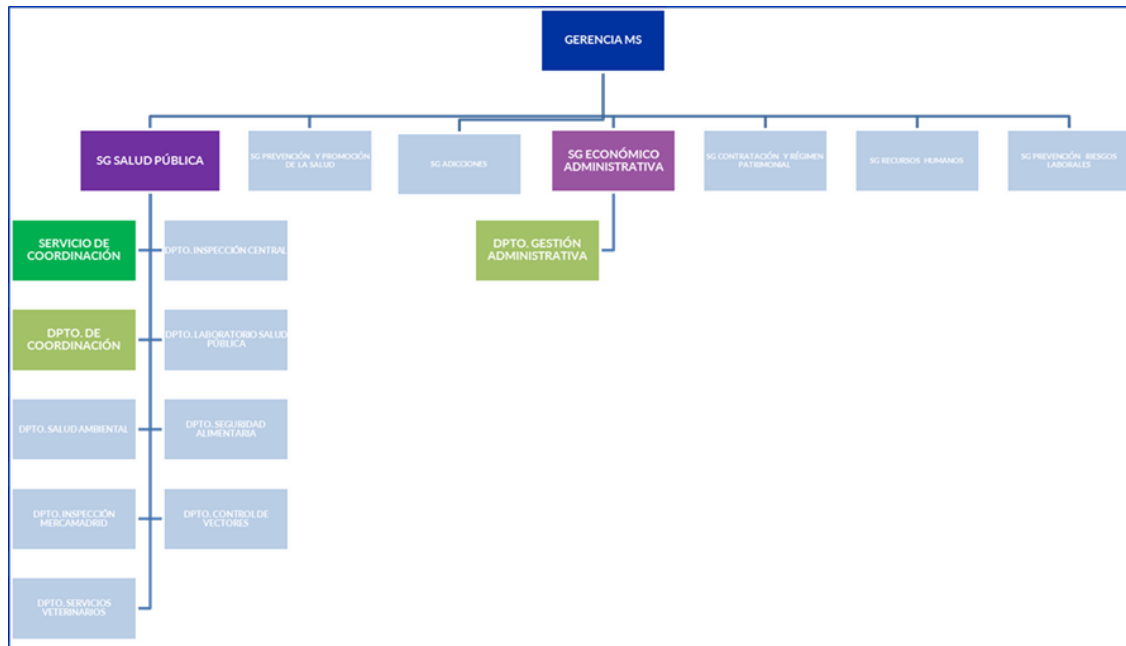 GERENCIA MS
SG SALUD PÚBLICA
SG PREVENCIÓN Y PROMOCIÓN
DE LA SALUD
SG ADICCIONES
SG ECONÓMICO
ADMINISTRATIVA
SG CONTRATACIÓN Y RÉGIMEN
PATRIMONIAL
SG RECURSOS HUMANOS
SG PREVENCIÓN RIESGOS
LABORALES
SERVICIO DE
COORDINACIÓN
DPTO. INSPECCIÓN CENTRAL
DPTO. GESTIÓN
ADMINISTRATIVA
DPTO. DE
COORDINACIÓN
DPTO. LABORATORIO SALUD
PÚBLICA
DPTO. SALUD AMBIENTAL
DPTO. SEGURIDAD
ALIMENTARIA
DPTO. INSPECCIÓN
MERCAMADRID
DPTO. CONTROL DE
VECTORES
DPTO. SERVICIOS
VETERINARIOS